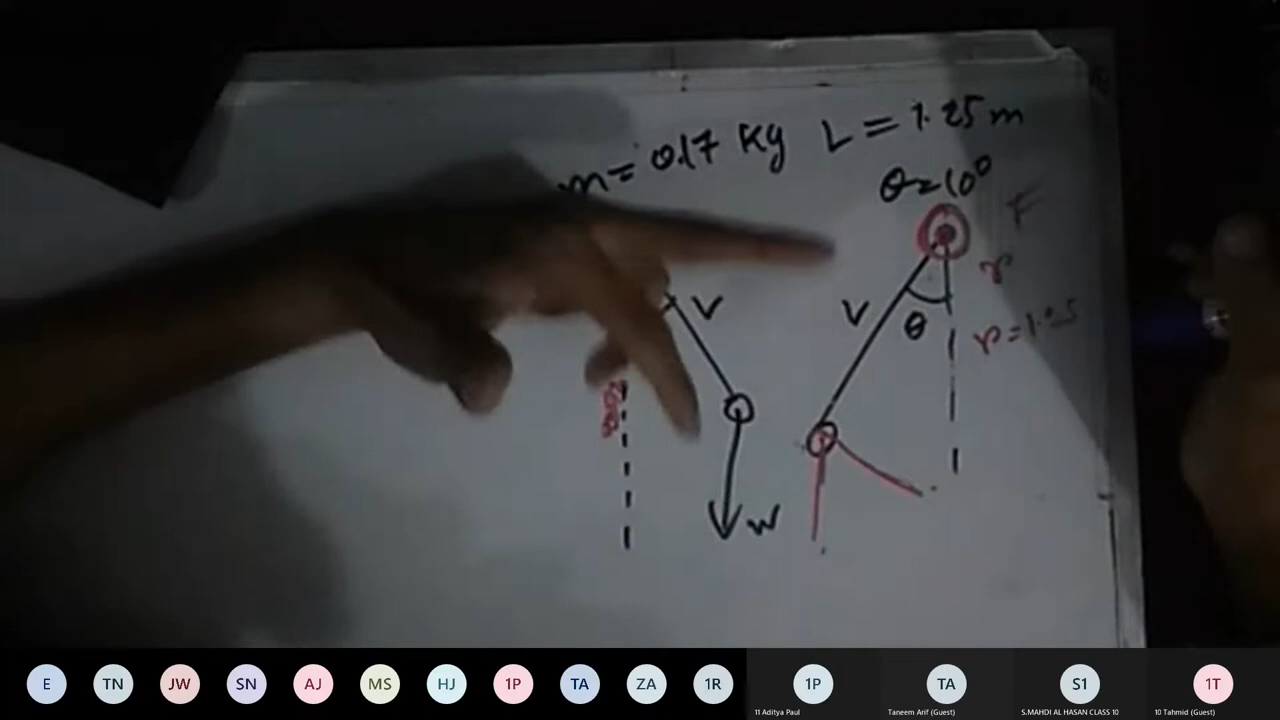 m = 0.17 Kg L = 1.25 m
θ = 10°
F
r
V
V
θ
r = 1.25
W
E
TN
JW
SN
AJ
MS
HJ
1P
TA
ZA
1R
1P
TA
S1
1T
11 Aditya Paul
Taneem Arif (Guest)
S.MAHDI AL HASAN CLASS 10
10 Tahmid (Guest)